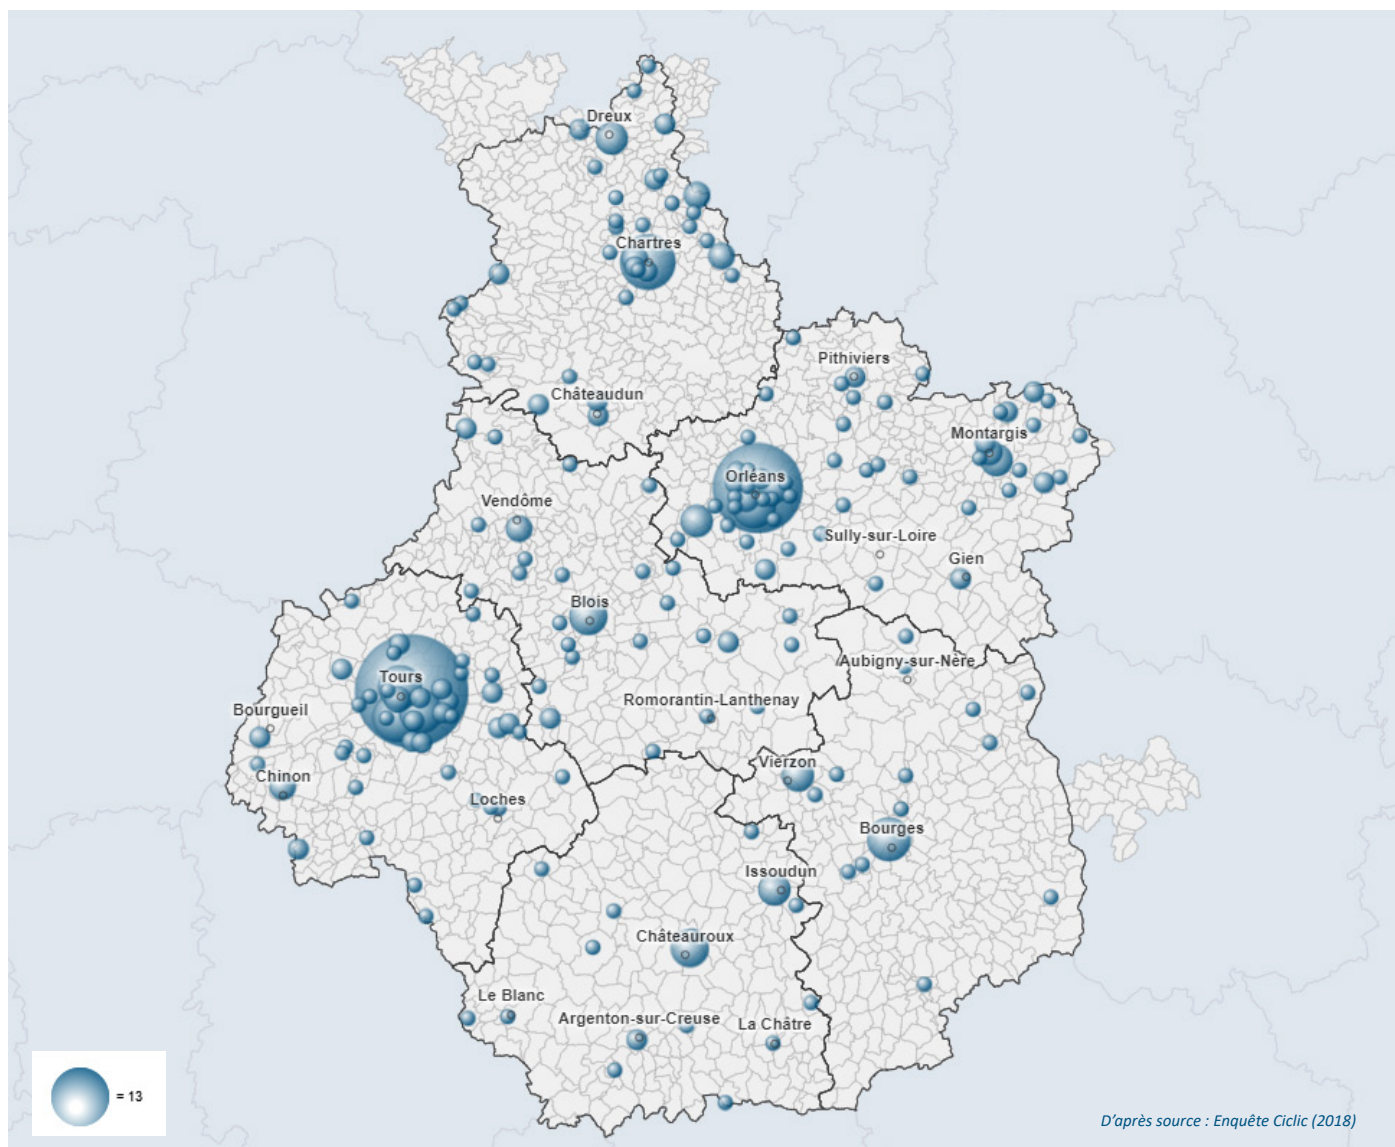 Dreux
Chartres
Châteaudun
Pithiviers
Montargis
Orléans
Vendôme
Sully-sur-Loire
Gien
Blois
Aubigny-sur-Nère
Tours
Romorantin-Lanthenay
Bourgueil
Vierzon
Chinon
Loches
Bourges
Issoudun
Châteauroux
Le Blanc
Argenton-sur-Creuse
La Châtre
= 13
D'après source : Enquête Ciclic (2018)